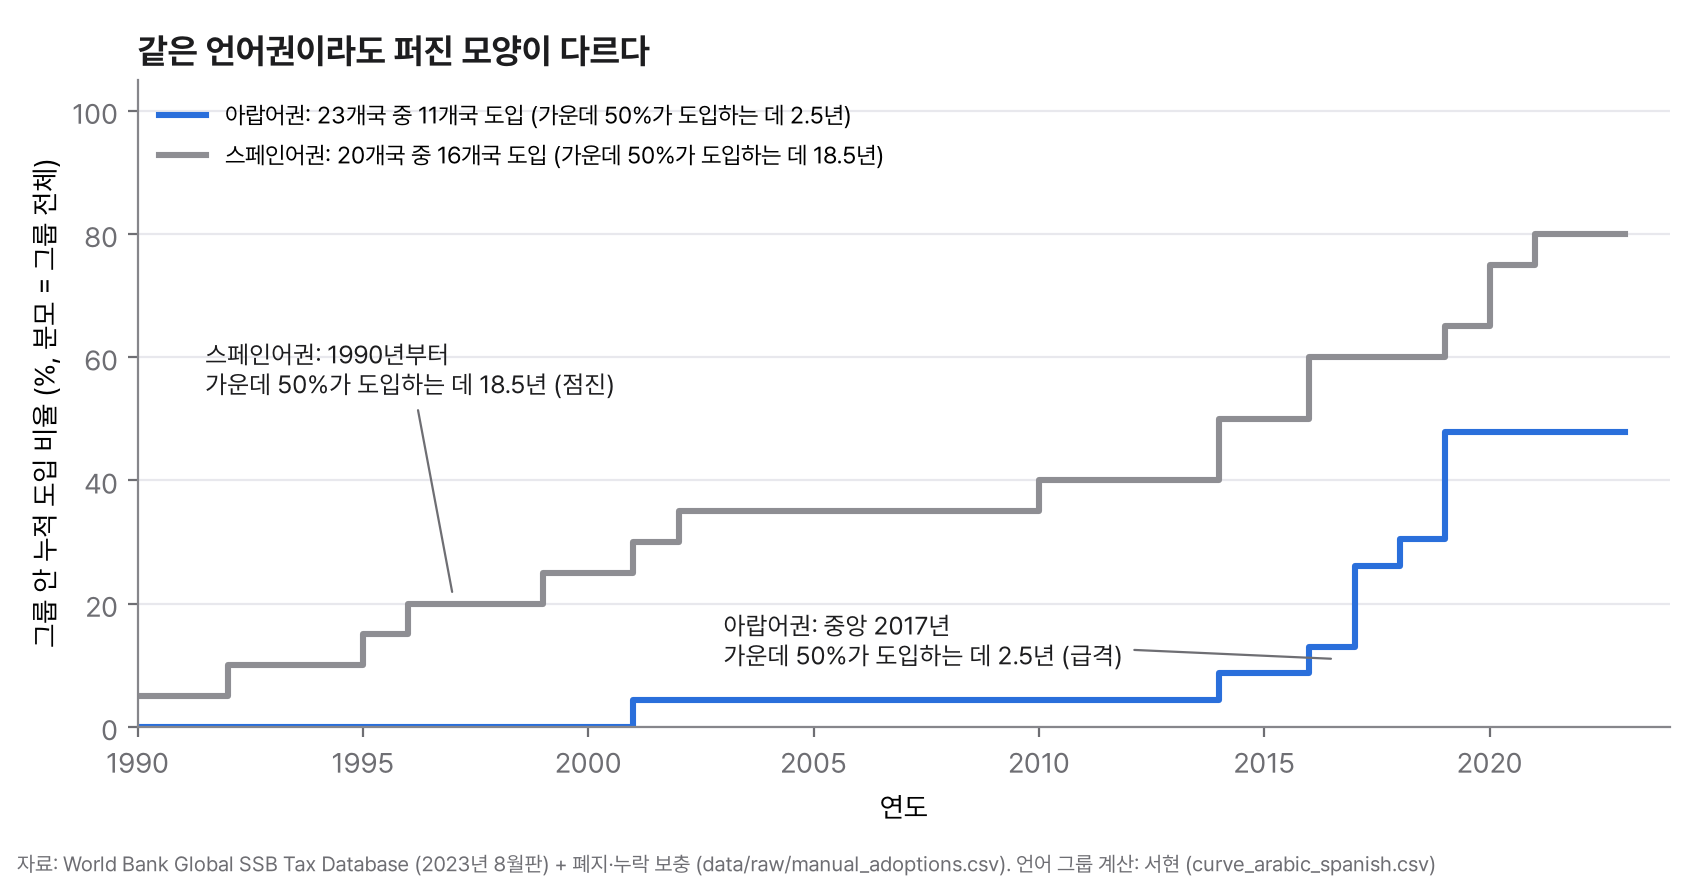 같은 언어권이라도 퍼진 모양이 다르다
아랍어권: 23개국 중 11개국 도입 (가운데 50%가 도입하는 데 2.5년)
스페인어권: 20개국 중 16개국 도입 (가운데 50%가 도입하는 데 18.5년)
그룹 안 누적 도입 비율 (%, 분모 = 그룹 전체)
100
80
60
40
20
0
스페인어권: 1990년부터
가운데 50%가 도입하는 데 18.5년 (점진)
아랍어권: 중앙 2017년
가운데 50%가 도입하는 데 2.5년 (급격)
1990 1995 2000 2005 2010 2015 2020
연도
자료: World Bank Global SSB Tax Database (2023년 8월판) + 폐지·누락 보충 (data/raw/manual_adoptions.csv). 언어 그룹 계산: 서현 (curve_arabic_spanish.csv)